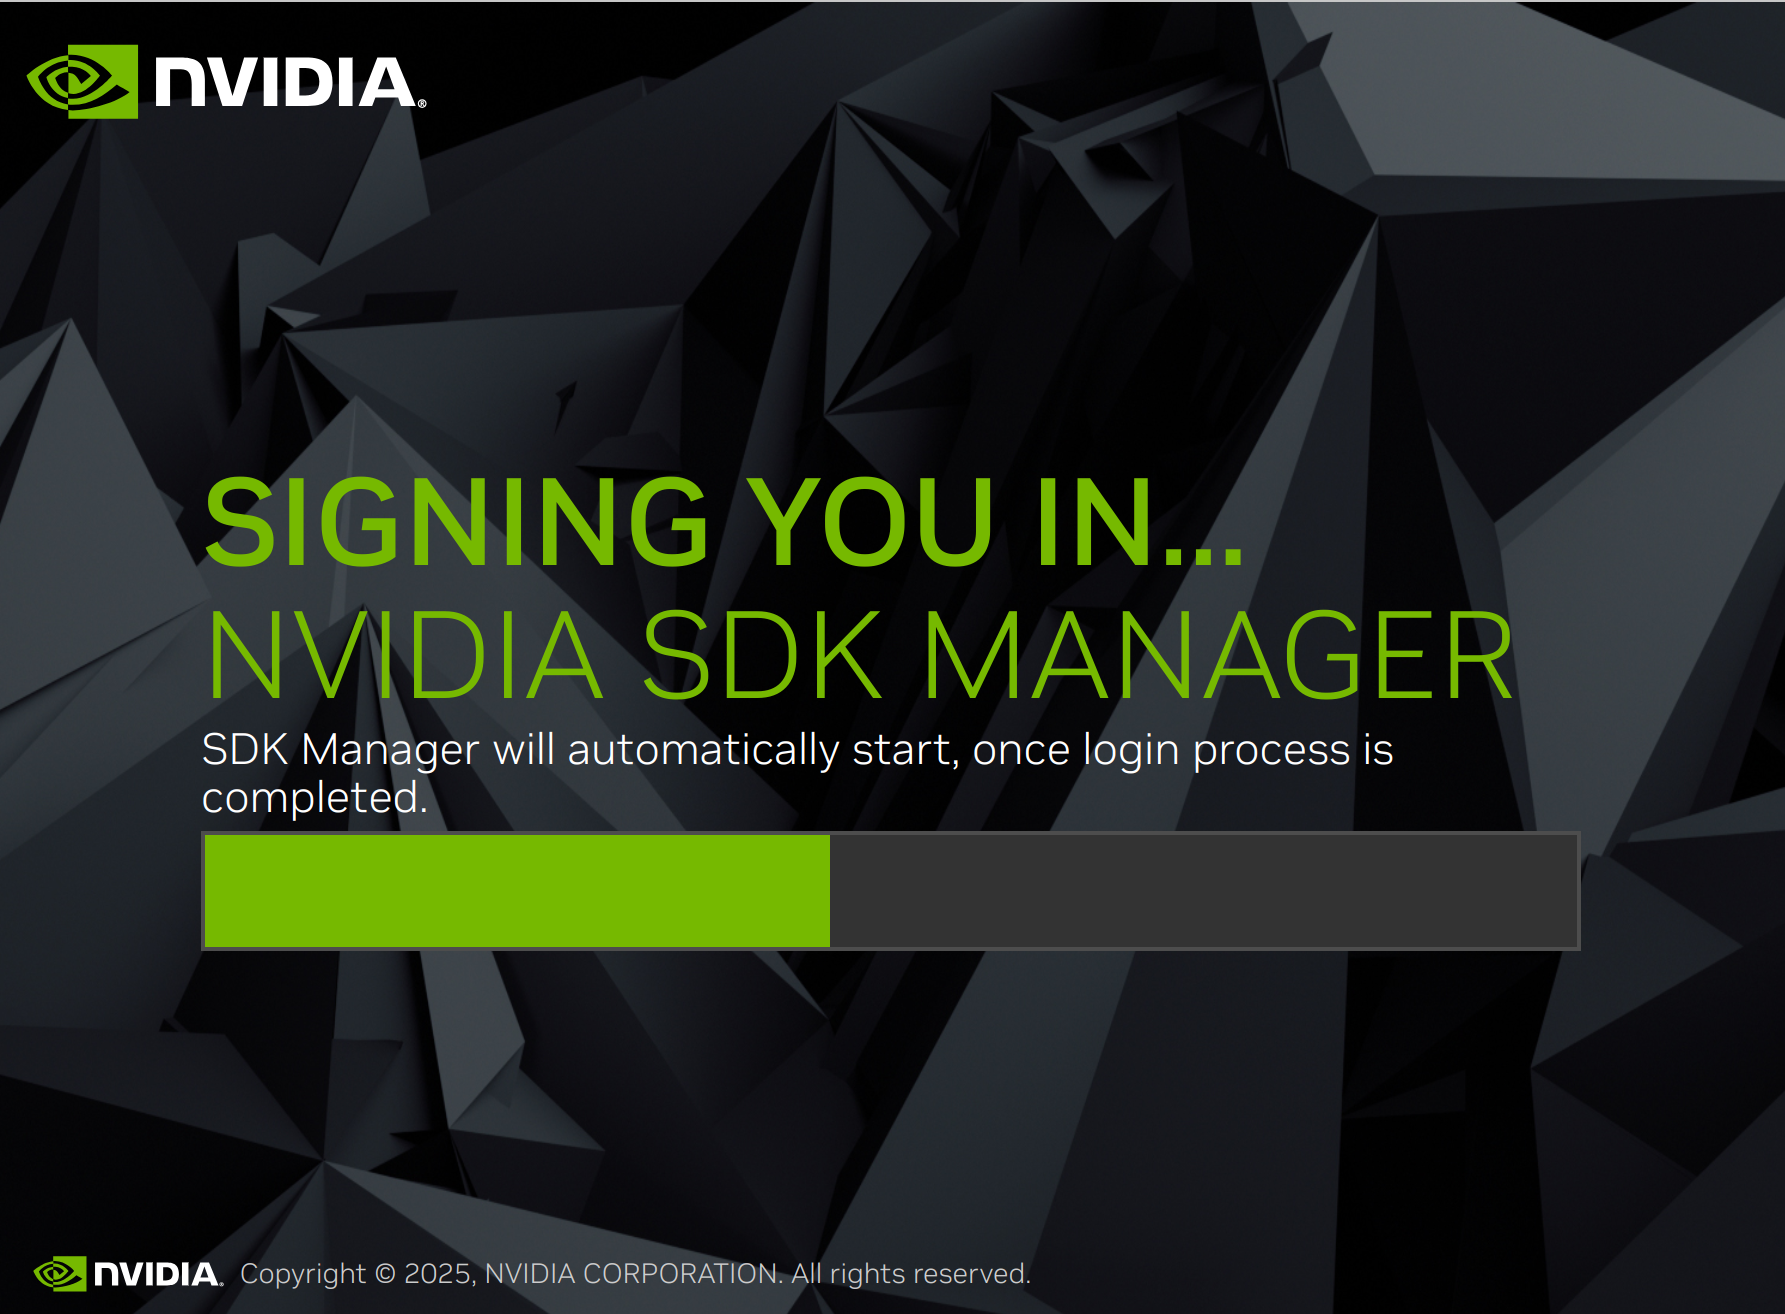 NVIDIA®
SIGNING YOU IN...
NVIDIA SDK MANAGER
SDK Manager will automatically start, once login process is
completed.
NVIDIA. Copyright © 2025, NVIDIA CORPORATION. All rights reserved.